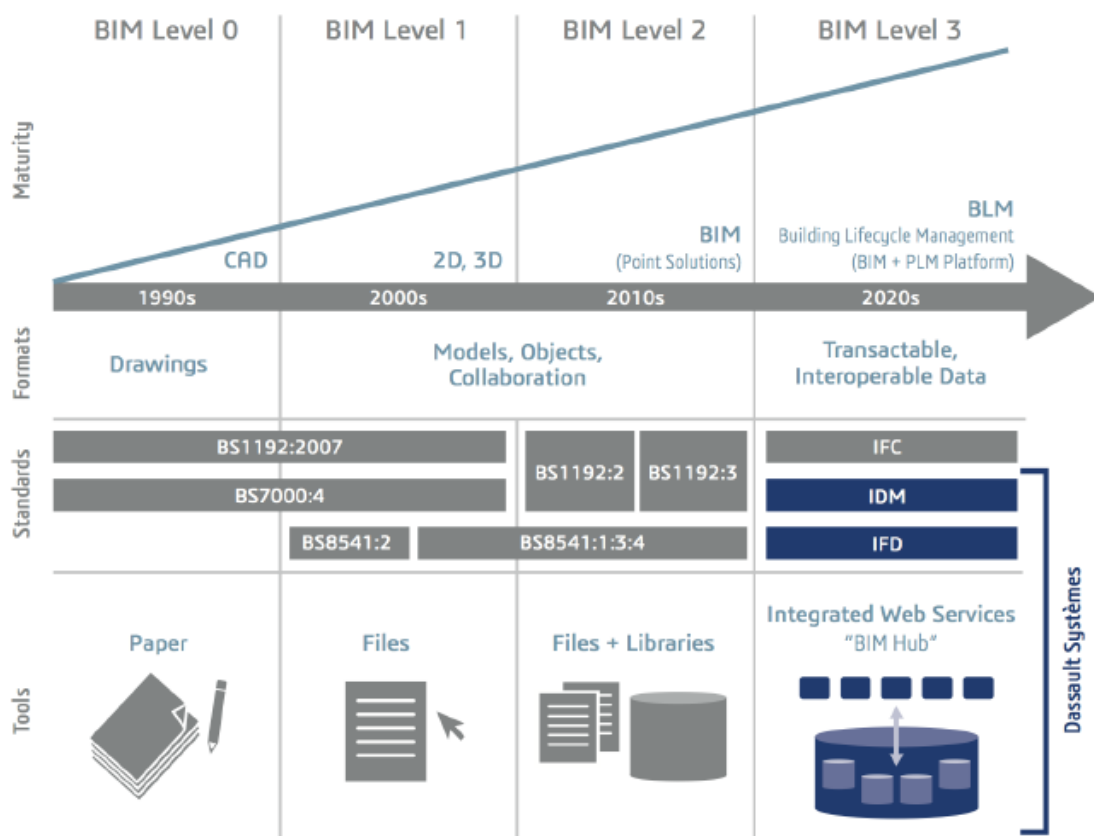 BIM Level 0
BIM Level 1
BIM Level 2
BIM Level 3
Maturity
CAD
2D, 3D
BIM
(Point Solutions)
BLM
Building Lifecycle Management
(BIM + PLM Platform)
1990s
2000s
2010s
2020s
Formats
Drawings
Models, Objects,
Collaboration
Transactable,
Interoperable Data
Standards
BS1192:2007
BS7000:4
BS8541:2
BS1192:2
BS1192:3
BS8541:1:3:4
IFC
IDM
IFD
Dassault Systèmes
Tools
Paper
Files
Files + Libraries
Integrated Web Services
"BIM Hub"